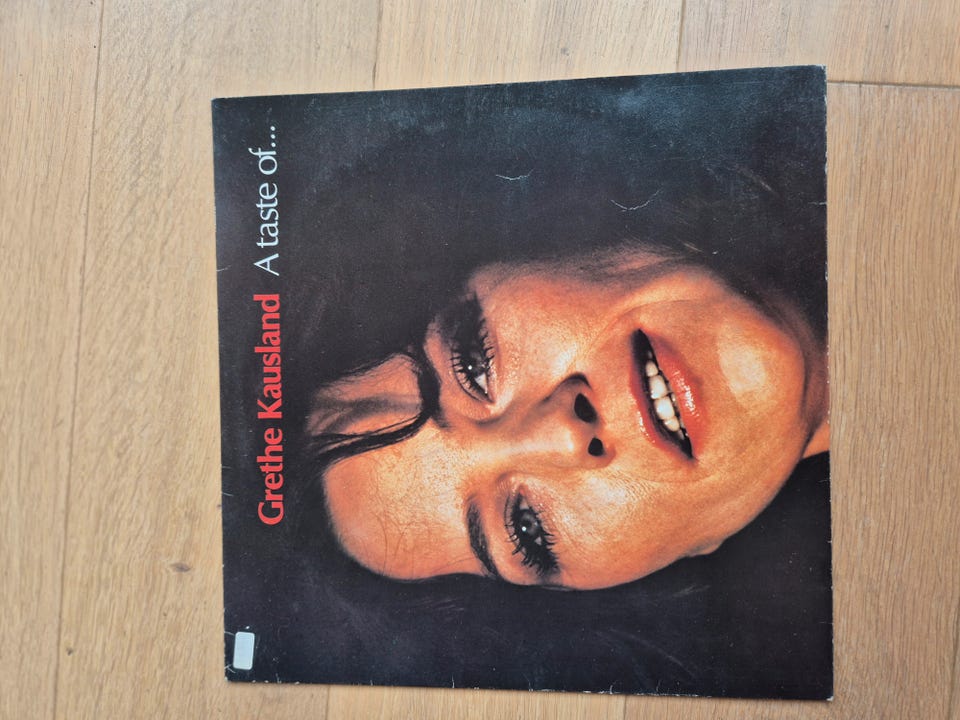 Grethe Kausland A taste of...